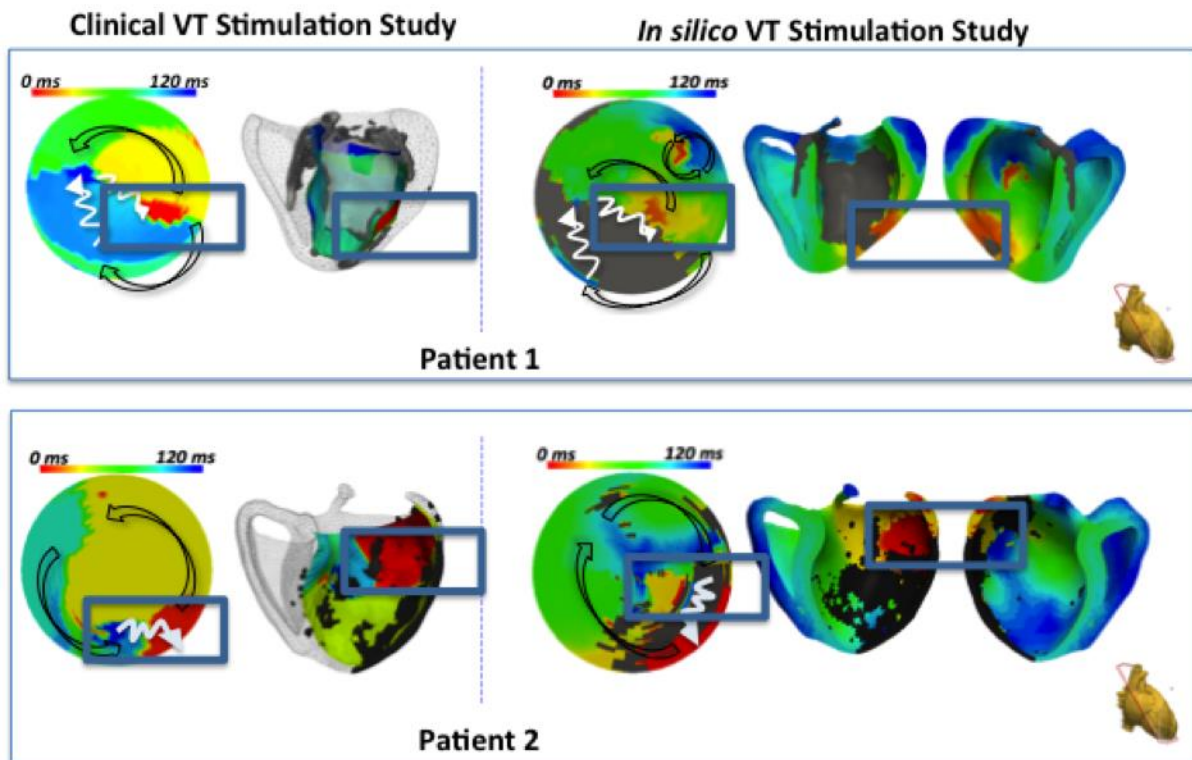 Clinical VT Stimulation Study
In silico VT Stimulation Study
0 ms 120 ms
0 ms 120 ms
Patient 1
0 ms 120 ms
0 ms 120 ms
Patient 2